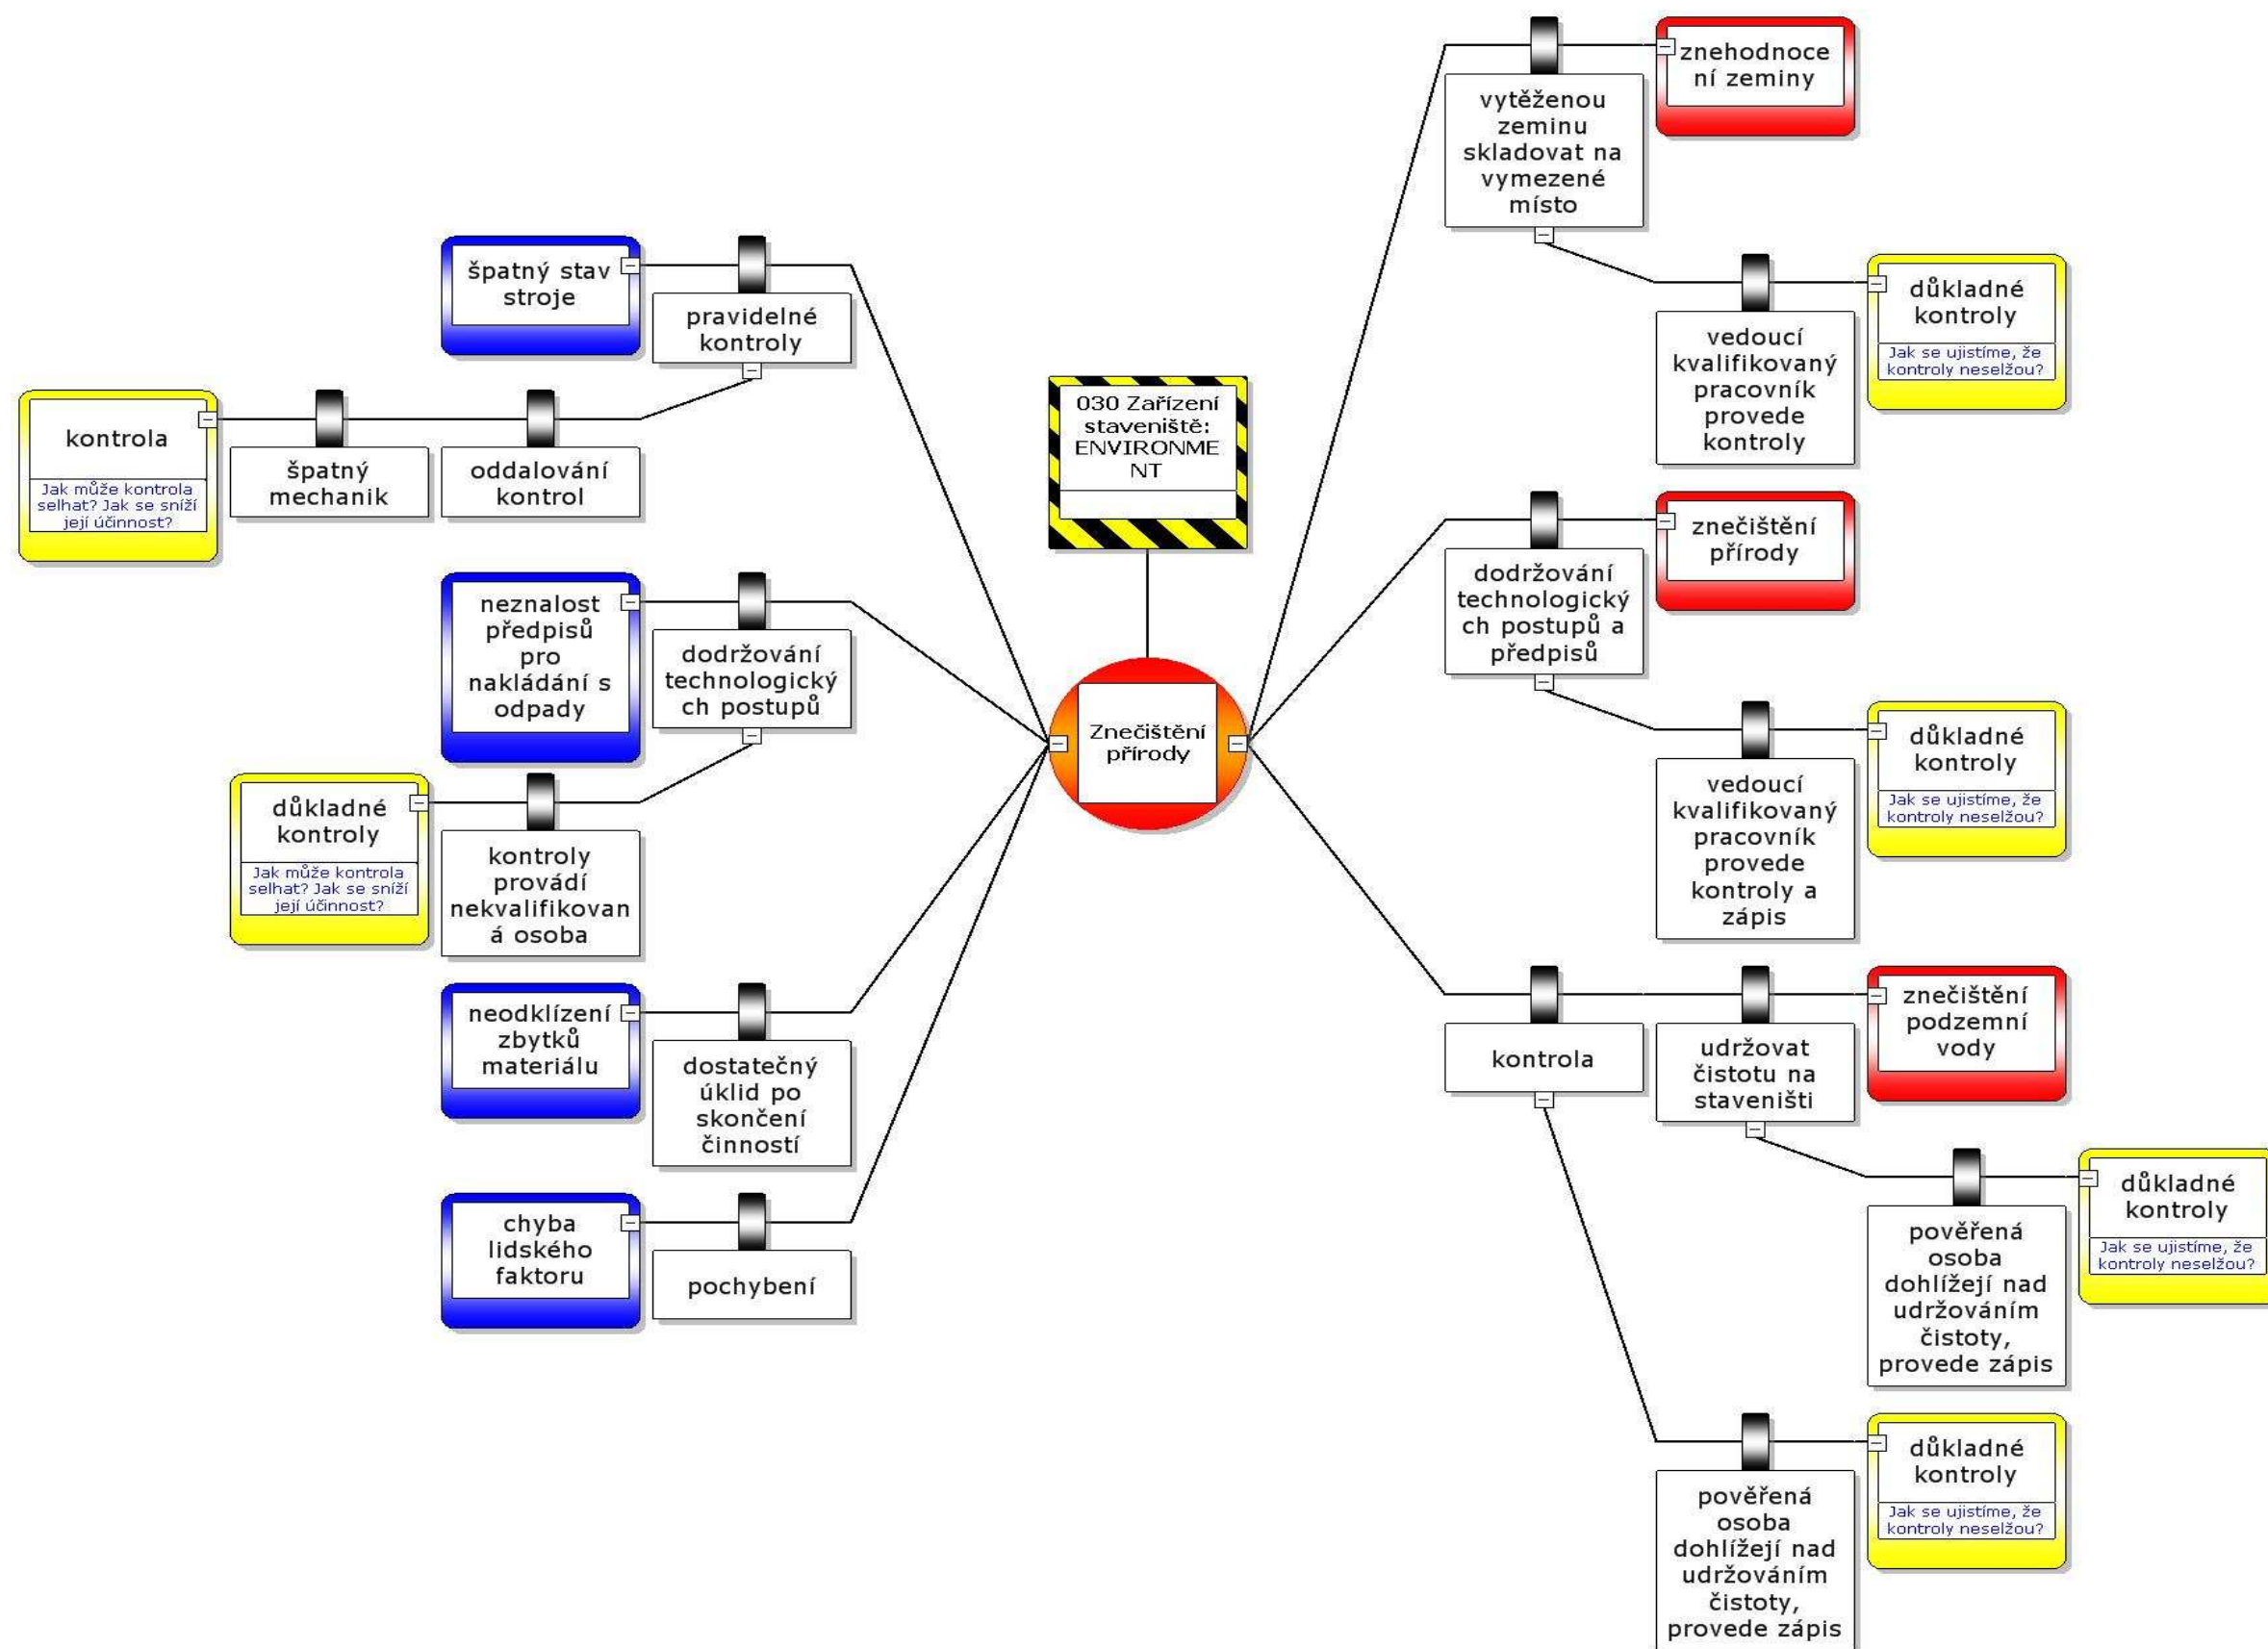 030 Zařízení
staveniště:
ENVIRONME
NT
Znečištění
přírody
špatný stav
stroje
pravidelné
kontroly
kontrola
Jak může kontrola
selhat? Jak se sníží
její účinnost?
špatný
mechanik
oddalování
kontrol
neznalost
předpisů
pro
nakládání s
odpady
dodržování
technologický
ch postupů
důkladné
kontroly
Jak může kontrola
selhat? Jak se sníží
její účinnost?
kontroly
provádí
nekvalifikovan
á osoba
neodklízení
zbytků
materiálu
dostatečný
úklid po
skončení
činností
chyba
lidského
faktoru
pochybení
vytěženou
zeminu
skladovat na
vymezené
místo
znehodnoce
ní zeminy
vedoucí
kvalifikovaný
pracovník
provede
kontroly
důkladné
kontroly
Jak se ujistíme, že
kontroly neselžou?
dodržování
technologický
ch postupů a
předpisů
znečištění
přírody
vedoucí
kvalifikovaný
pracovník
provede
kontroly a
zápis
důkladné
kontroly
Jak se ujistíme, že
kontroly neselžou?
kontrola
udržovat
čistotu na
staveništi
znečištění
podzemní
vody
pověřená
osoba
dohlížejí nad
udržováním
čistoty,
provede zápis
důkladné
kontroly
Jak se ujistíme, že
kontroly neselžou?
pověřená
osoba
dohlížejí nad
udržováním
čistoty,
provede zápis
důkladné
kontroly
Jak se ujistíme, že
kontroly neselžou?